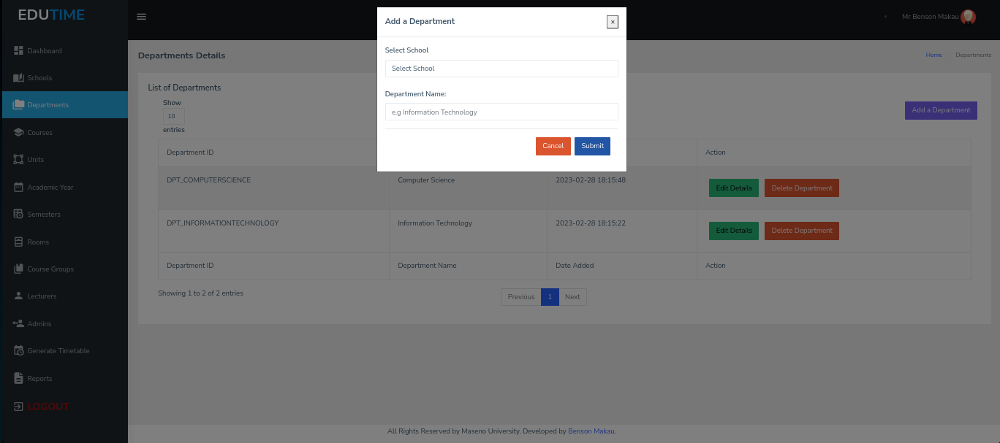 EDUTIME
Mr Benson Makau
Dashboard
Schools
Departments
Courses
Units
Academic Year
Semesters
Rooms
Course Groups
Lecturers
Admins
Generate Timetable
Reports
LOGOUT
Departments Details
Home Departments
List of Departments
Show
10
entries
Add a Department
Add a Department
×
Select School
Select School
Department Name:
e.g Information Technology
Cancel Submit
Department ID Action
DPT_COMPUTERSCIENCE Computer Science 2023-02-28 18:15:48 Edit Details Delete Department
DPT_INFORMATIONTECHNOLOGY Information Technology 2023-02-28 18:15:22 Edit Details Delete Department
Department ID Department Name Date Added Action
Showing 1 to 2 of 2 entries
Previous 1 Next
All Rights Reserved by Maseno University. Developed by Benson Makau.